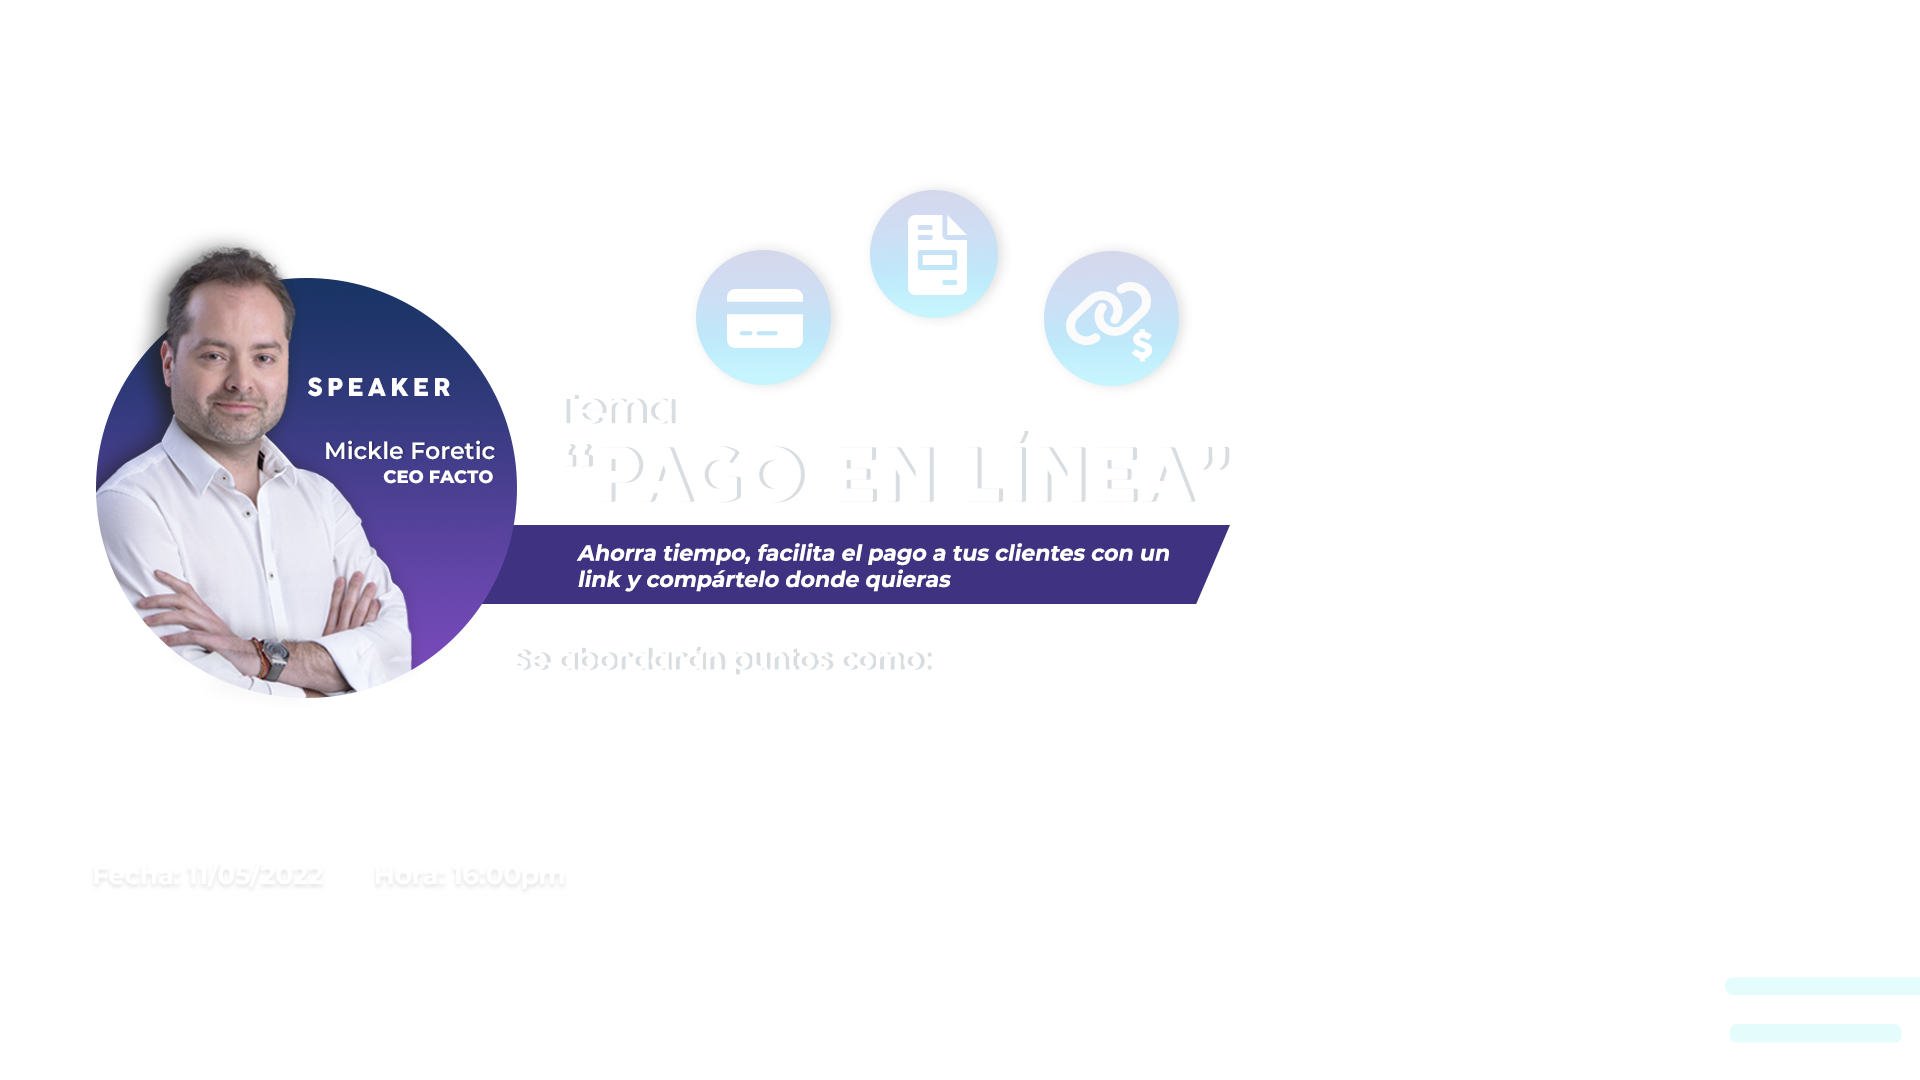 SPEAKER
Mickle Foretic
CEO FACTO
Tema
“PAGO EN LÍNEA”
Ahorra tiempo, facilita el pago a tus clientes con un
link y compártelo donde quieras
Se abordarán puntos como:
Fecha: 11/05/2022 Hora: 16:00pm
$